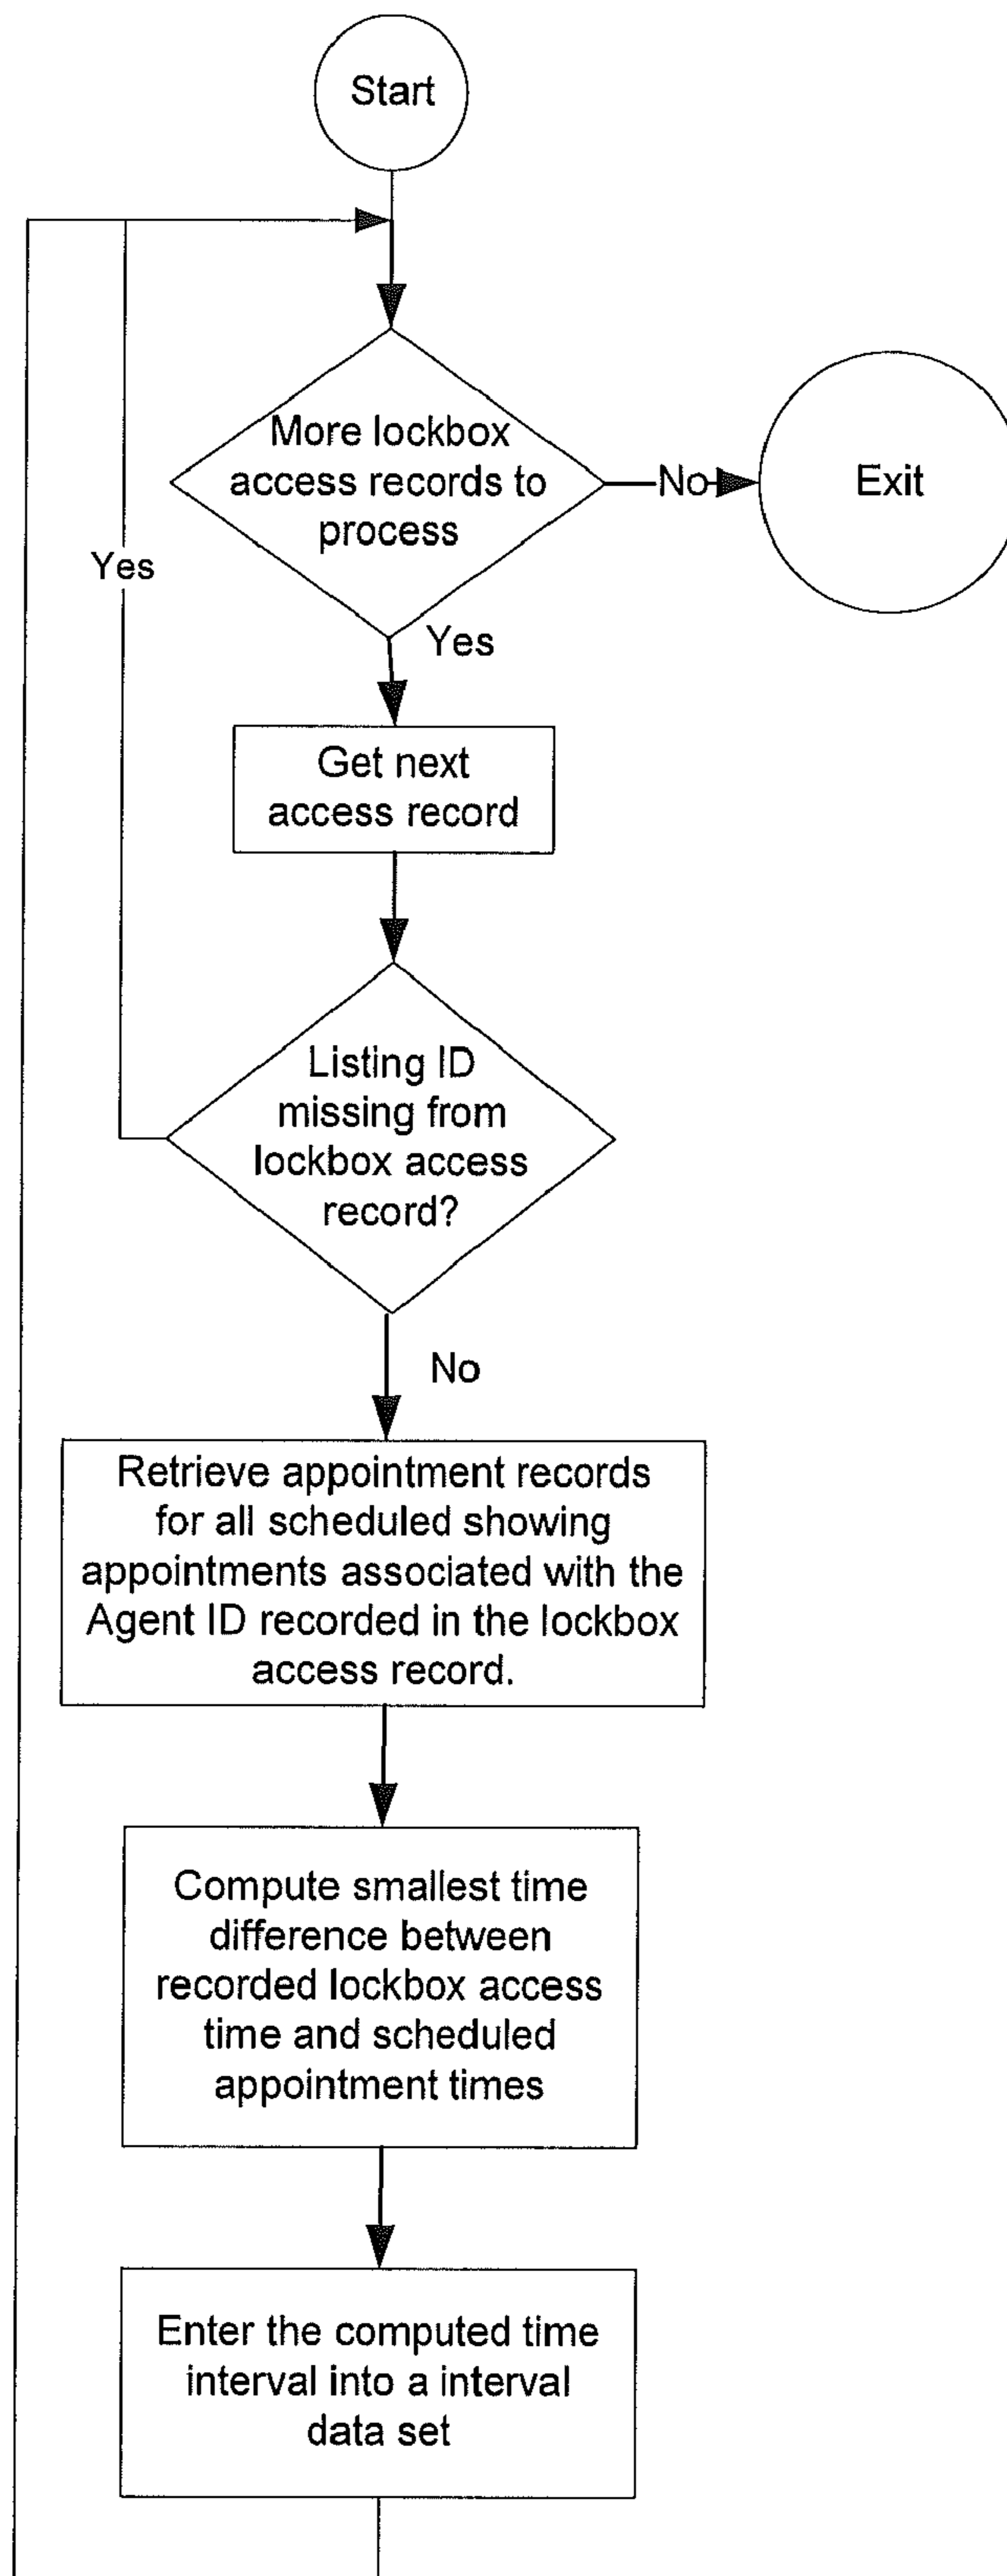 Start
More lockbox
access records to
process
No
Exit
Yes
Yes
Get next
access record
Listing ID
missing from
lockbox access
record?
No
Retrieve appointment records
for all scheduled showing
appointments associated with the
Agent ID recorded in the lockbox
access record.
Compute smallest time
difference between
recorded lockbox access
time and scheduled
appointment times
Enter the computed time
interval into a interval
data set